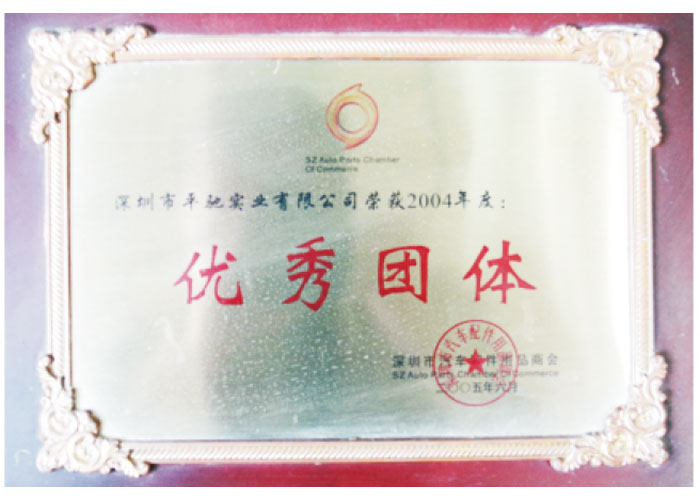 SZ Auto Parts Chamber
Of Commerce
深圳市平驰实业有限公司荣获2004年度：
优秀团体
深圳市汽车配件用品商会
SZ Auto Parts Chamber Of Commerce
二〇〇五年六月